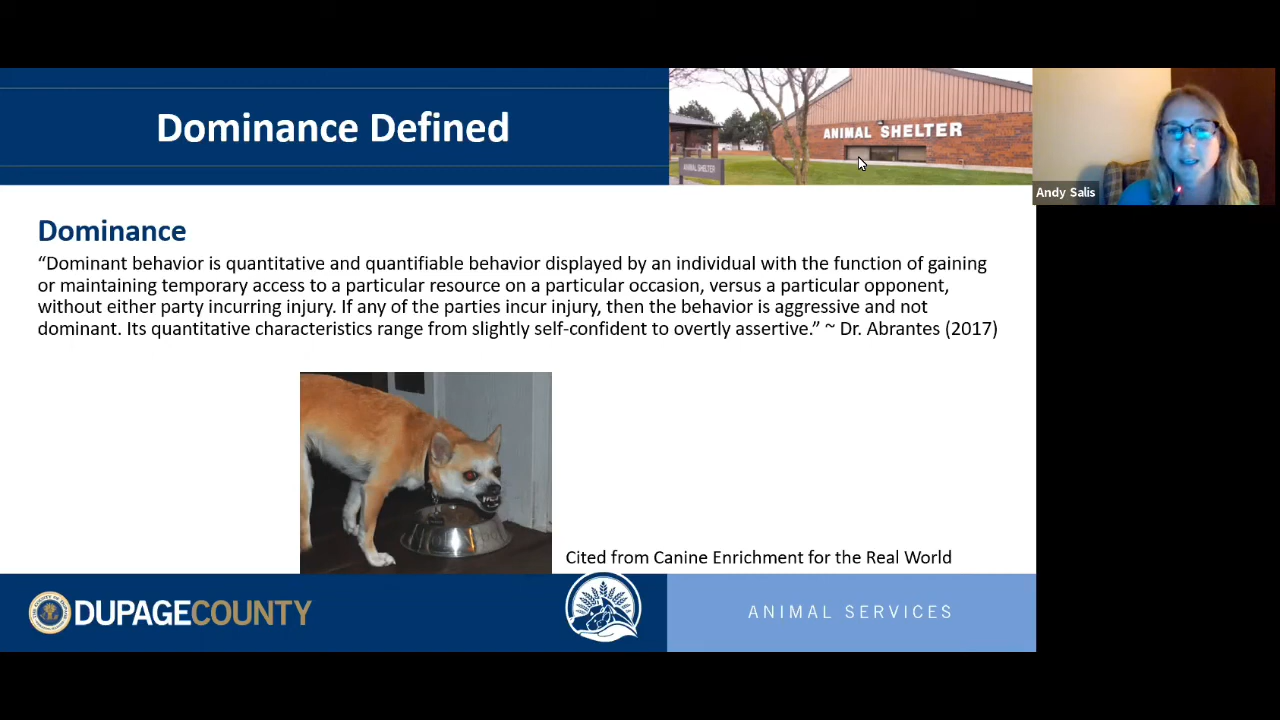 Dominance Defined
ANIMAL SHELTER
ANIMAL SHELTER
Andy Salis
Dominance
“Dominant behavior is quantitative and quantifiable behavior displayed by an individual with the function of gaining
or maintaining temporary access to a particular resource on a particular occasion, versus a particular opponent,
without either party incurring injury. If any of the parties incur injury, then the behavior is aggressive and not
dominant. Its quantitative characteristics range from slightly self-confident to overtly assertive.” ~ Dr. Abrantes (2017)
Cited from Canine Enrichment for the Real World
DUPAGECOUNTY
ANIMAL SERVICES